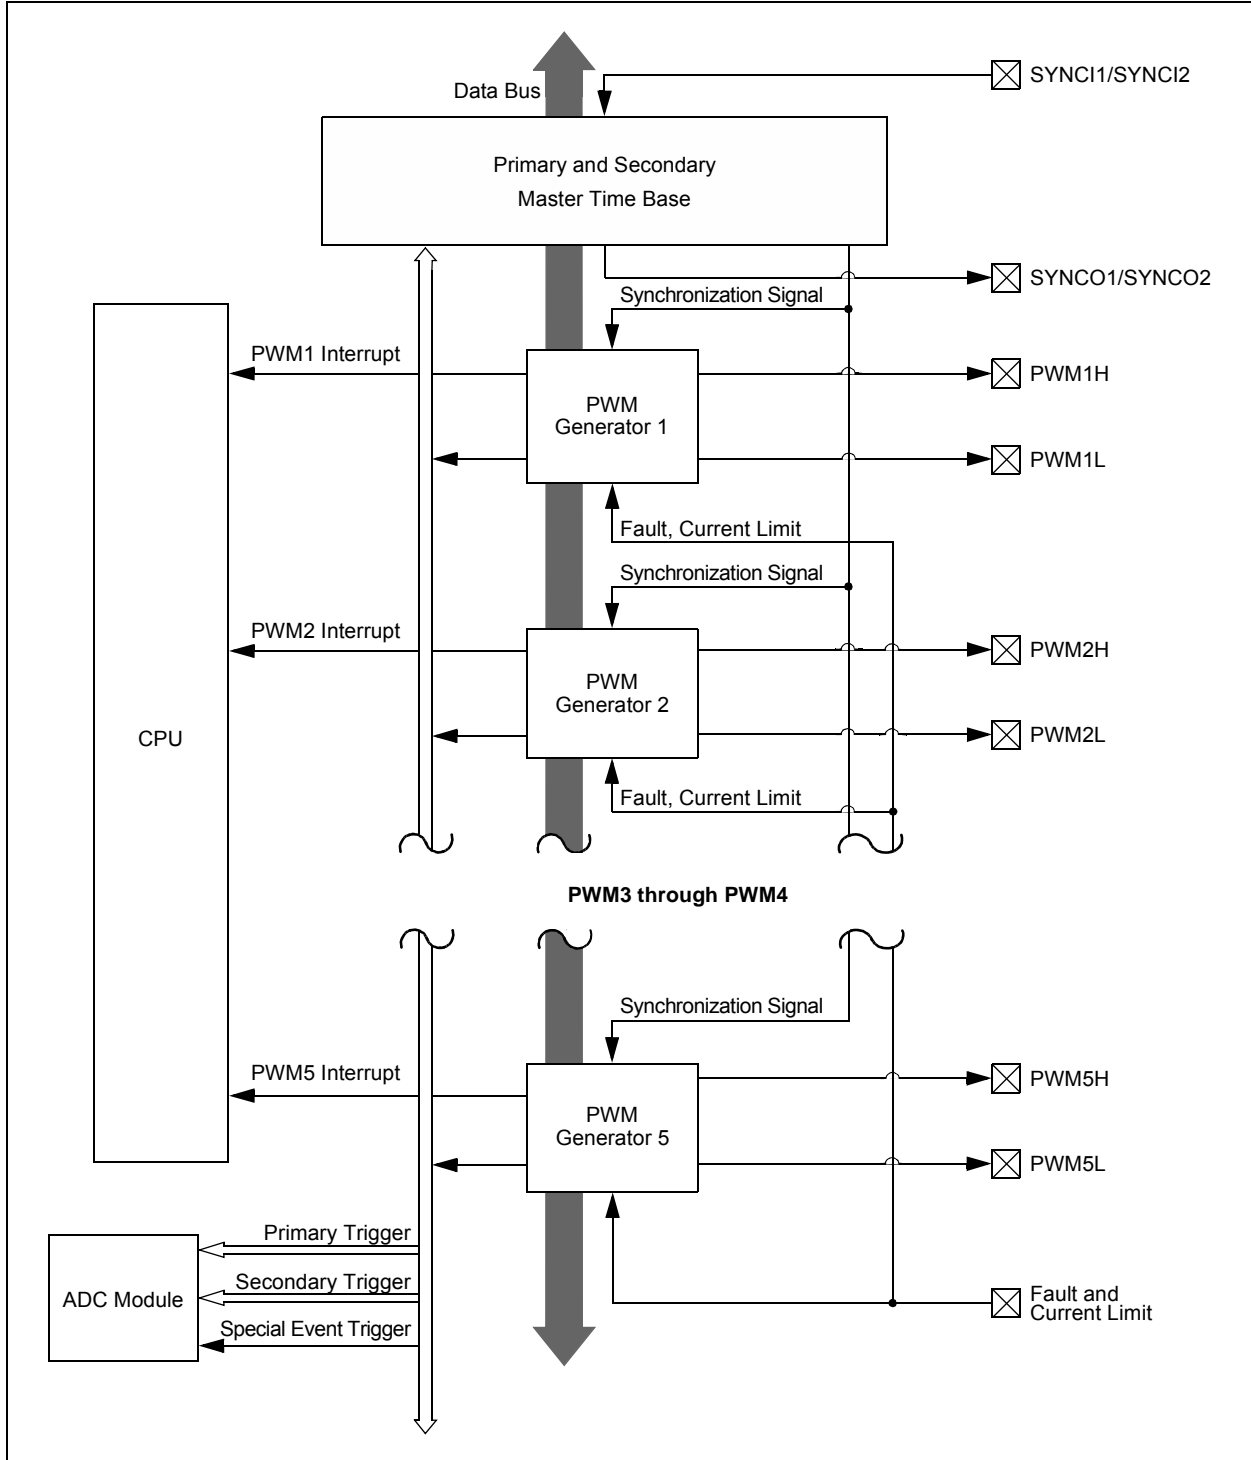 SYNCI1/SYNCI2
Data Bus
Primary and Secondary
Master Time Base
SYNCO1/SYNCO2
Synchronization Signal
PWM1 Interrupt
PWM1H
PWM
Generator 1
PWM1L
Fault, Current Limit
Synchronization Signal
PWM2 Interrupt
PWM2H
PWM
Generator 2
CPU
PWM2L
Fault, Current Limit
PWM3 through PWM4
Synchronization Signal
PWM5 Interrupt
PWM5H
PWM
Generator 5
PWM5L
Primary Trigger
Secondary Trigger
ADC Module
Fault and
Current Limit
Special Event Trigger